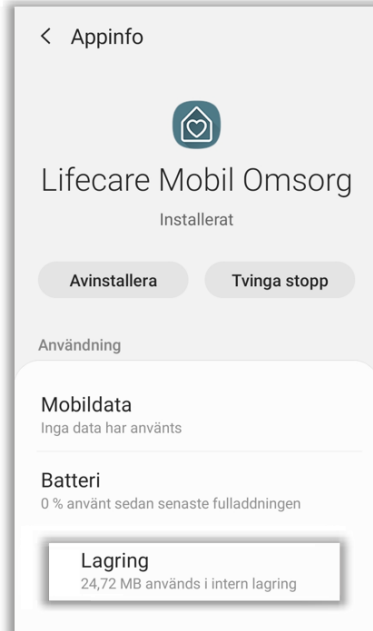 Appinfo
Lifecare Mobil Omsorg
Installerat
Avinstallera
Tvinga stopp
Användning
Mobildata
Inga data har använts
Batteri
0 % använt sedan senaste fulladdningen
Lagring
24,72 MB används i intern lagring